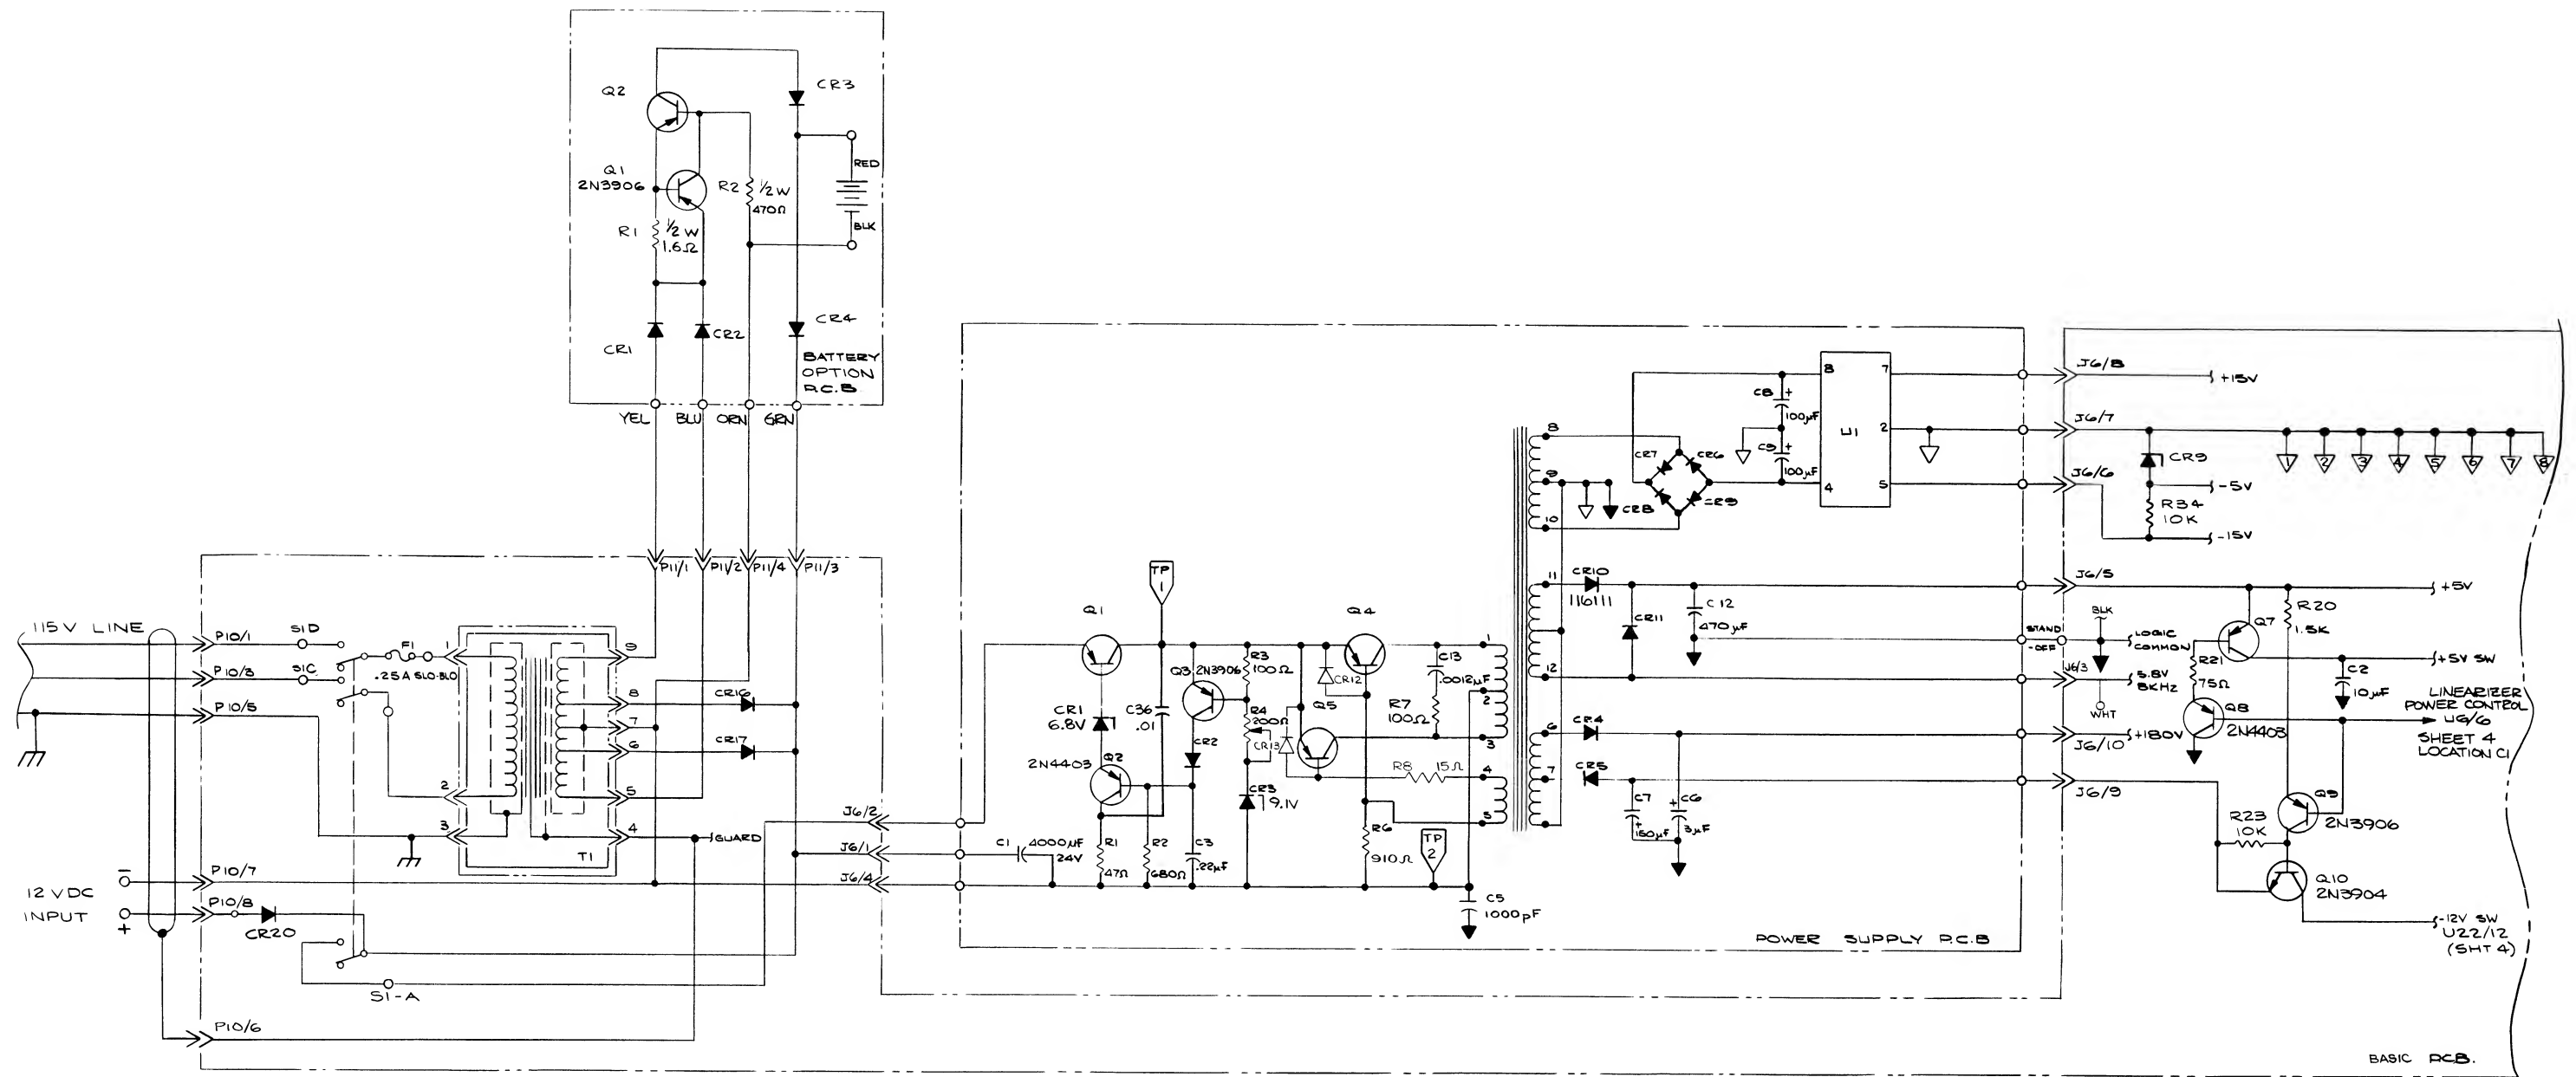 Q2
CR3
Q1
2N3906
R2
½W
470Ω
RED
BLK
R1
½W
1.6Ω
CR1
CR2
CR4
BATTERY
OPTION
P.C.B
YEL
BLU
ORN
GRN
P11/1
P11/2
P11/4
P11/3
115V LINE
P10/1
S1D
P10/3
S1C
F1
.25A SLO-BLO
P10/5
1
2
3
9
8
7
6
5
4
T1
CR16
CR17
GUARD
12 VDC
INPUT
−
+
P10/7
P10/8
CR20
S1-A
P10/6
J6/2
J6/1
J6/4
C1
4000µF
24V
Q1
TP
1
CR1
6.8V
C36
.01
Q2
2N4403
R1
47Ω
R2
680Ω
Q3
2N3906
CR2
C3
.22µF
R3
100Ω
R4
200Ω
CR3
9.1V
CR13
Q5
CR12
Q4
R8
15Ω
R6
910Ω
TP
2
C13
.0012µF
R7
100Ω
1
2
3
4
5
C5
1000pF
8
9
10
11
12
6
7
CR7
CR6
CR8
CR9
C8
+
100µF
C9
+
100µF
8
7
U1
2
4
5
CR10
116111
CR11
C12
470µF
CR4
CR5
C7
+
150µF
C6
+
3µF
POWER SUPPLY P.C.B
J6/8
+15V
J6/7
J6/6
CR9
-5V
R34
10K
-15V
1
2
3
4
5
6
7
8
J6/5
+5V
BLK
STAND
-OFF
LOGIC
COMMON
J6/3
5.8V
8KHZ
WHT
J6/10
+180V
J6/9
Q7
R20
1.5K
R21
75Ω
+5V SW
C2
10µF
Q8
2N4403
LINEARIZER
POWER CONTROL
U6/6
SHEET 4
LOCATION C1
Q9
2N3906
R23
10K
Q10
2N3904
-12V SW
U22/12
(SHT 4)
BASIC P.C.B.